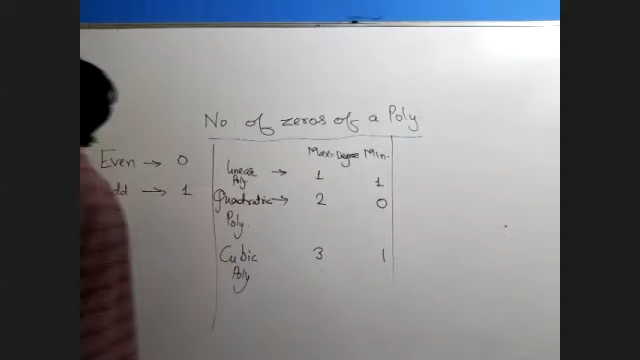 No. of zeros of a Poly.
Max. Degree Min.
Even → 0
dd → 1
Linear Poly. → 1 1
Quadratic Poly → 2 0
Cubic Poly 3 1